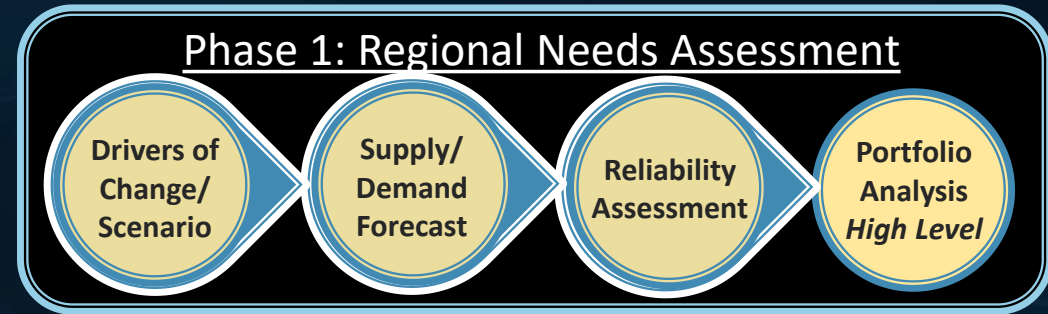 Phase 1: Regional Needs Assessment
Drivers of
Change/
Scenario
Supply/
Demand
Forecast
Reliability
Assessment
Portfolio
Analysis
High Level